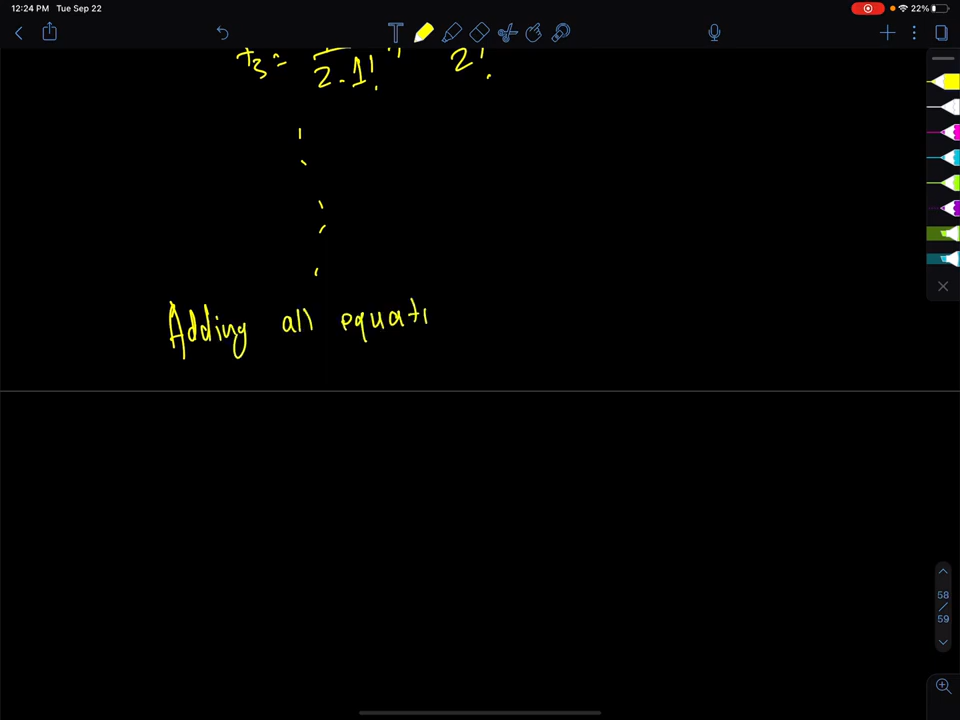 12:24 PM Tue Sep 22
22%
t3 =
2.1!
2!
Adding all equati
58
/
59